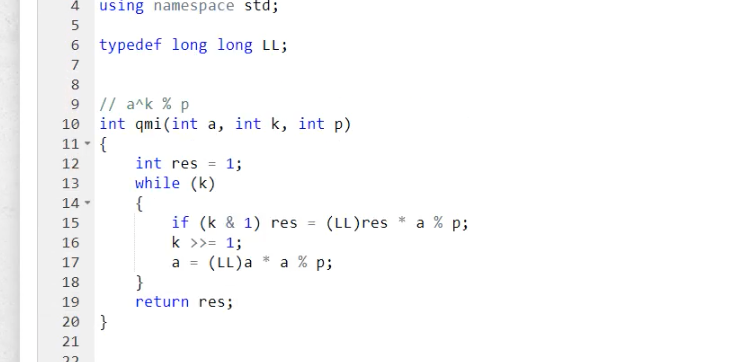 4 using namespace std;
5
6 typedef long long LL;
7
8
9 // a^k % p
10 int qmi(int a, int k, int p)
11 {
12     int res = 1;
13     while (k)
14     {
15         if (k & 1) res = (LL)res * a % p;
16         k >>= 1;
17         a = (LL)a * a % p;
18     }
19     return res;
20 }
21
22